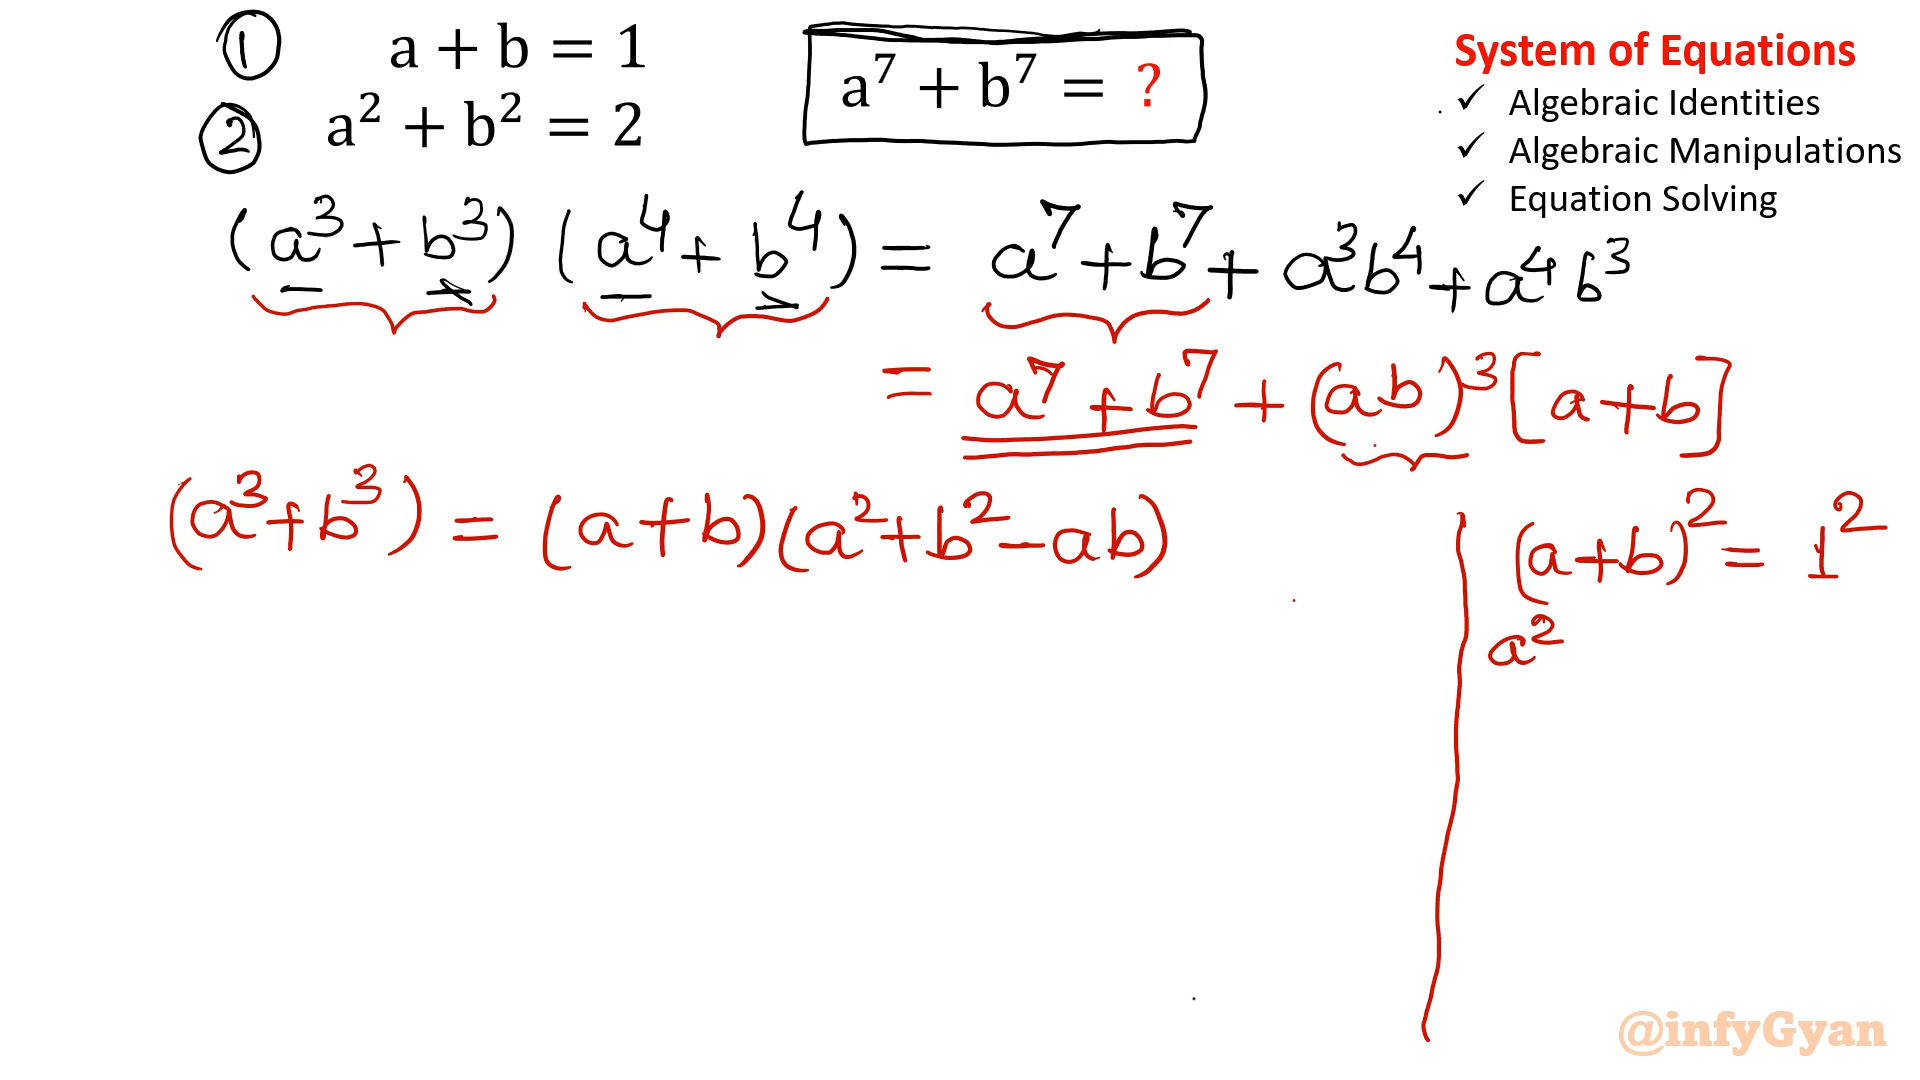 ① a + b = 1
② a² + b² = 2
a⁷ + b⁷ = ?
System of Equations
✓ Algebraic Identities
✓ Algebraic Manipulations
✓ Equation Solving
(a³ + b³) (a⁴ + b⁴) = a⁷ + b⁷ + a³b⁴ + a⁴b³
= a⁷ + b⁷ + (ab)³ [a + b]
(a³ + b³) = (a + b)(a² + b² - ab)
(a + b)² = 1²
a²
@infyGyan